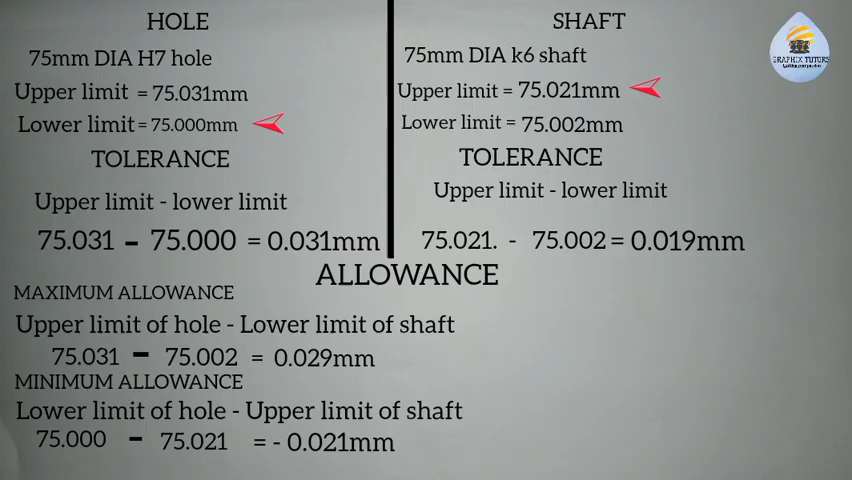 HOLE
75mm DIA H7 hole
Upper limit = 75.031mm
Lower limit = 75.000mm
TOLERANCE
Upper limit - lower limit
75.031 - 75.000 = 0.031mm
SHAFT
75mm DIA k6 shaft
Upper limit = 75.021mm
Lower limit = 75.002mm
TOLERANCE
Upper limit - lower limit
75.021. - 75.002 = 0.019mm
ALLOWANCE
MAXIMUM ALLOWANCE
Upper limit of hole - Lower limit of shaft
75.031 - 75.002 = 0.029mm
MINIMUM ALLOWANCE
Lower limit of hole - Upper limit of shaft
75.000 - 75.021 = - 0.021mm
GRAPHIX TUTORS